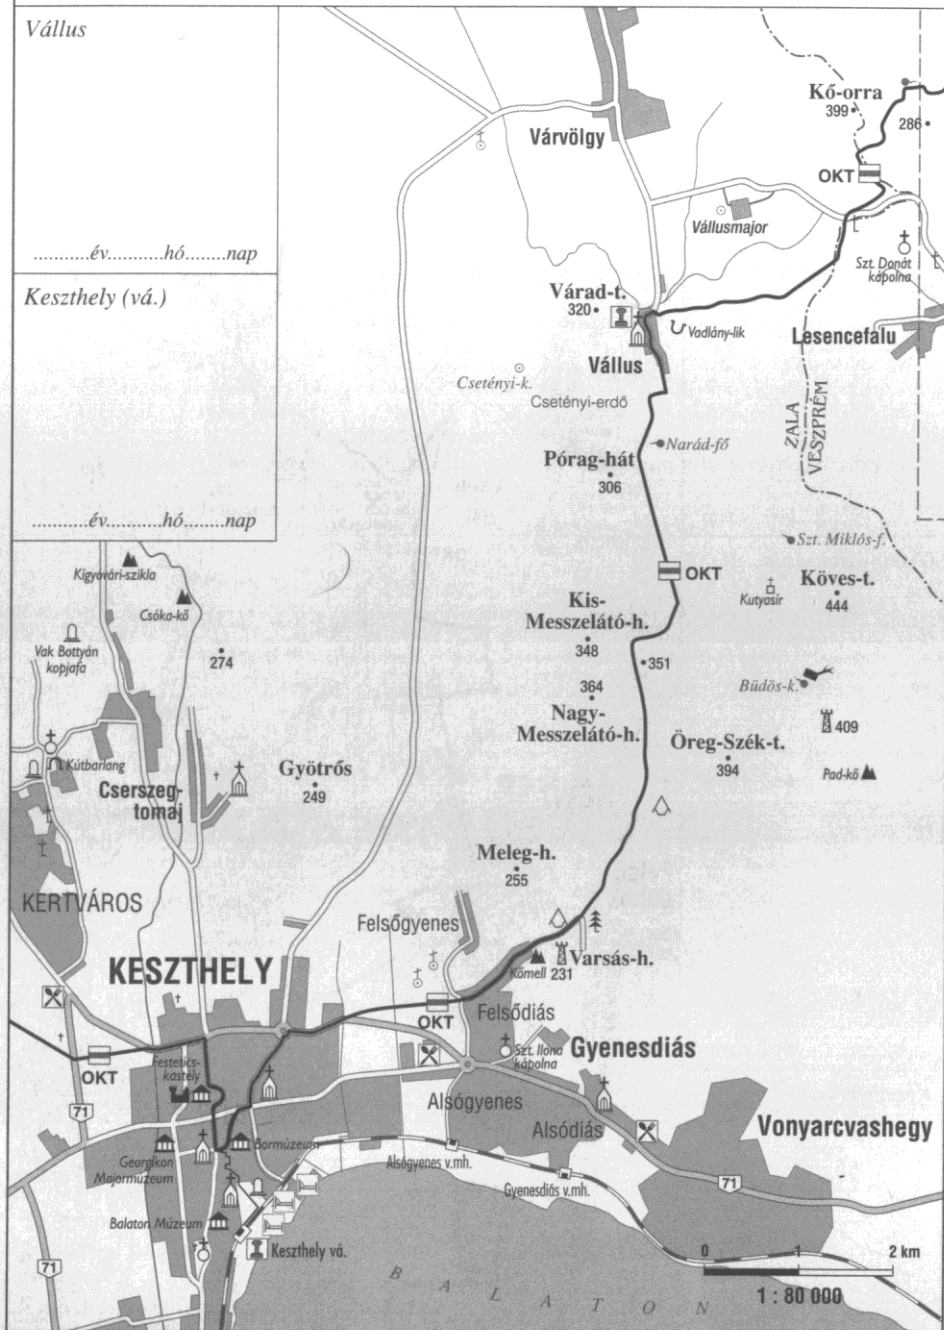 Vállus
...........év...........hó........nap
Keszthely (vá.)
...........év...........hó........nap
Kő-orra
399
286
OKT
Várvölgy
Vállusmajor
Szt. Donát
kápolna
Várad-t.
320
Vadlány-lik
Lesencefalu
Vállus
Csetényi-k.
Csetényi-erdő
ZALA
VESZPRÉM
Narád-fő
Pórag-hát
306
Szt. Miklós-f.
OKT
Köves-t.
444
Kutyasír
Kígyóvári-szikla
Csóka-kő
Kis-
Messzelátó-h.
348
Vak Bottyán
kopjafa
274
351
364
Büdös-k.
Nagy-
Messzelátó-h.
409
Öreg-Szék-t.
394
Kútbarlang
Gyötrős
249
Pad-kő
Cserszeg-
tomaj
Meleg-h.
255
KERTVÁROS
Felsőgyenes
KESZTHELY
Kőmell
231
Varsás-h.
OKT
Felsődiás
OKT
Festetics-
kastély
Szt. Ilona
kápolna
Gyenesdiás
71
Alsógyenes
Alsódiás
Vonyarcvashegy
Georgikon
Majormúzeum
Bormúzeum
Alsógyenes v.mh.
Gyenesdiás v.mh.
71
Balaton Múzeum
Keszthely vá.
71
0 1 2 km
1 : 80 000
BALATON